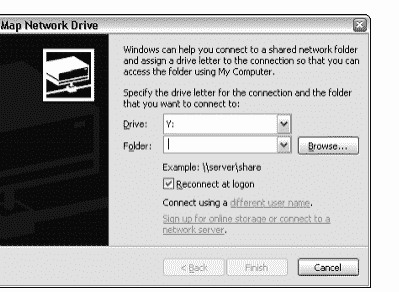 Map Network Drive
Windows can help you connect to a shared network folder
and assign a drive letter to the connection so that you can
access the folder using My Computer.
Specify the drive letter for the connection and the folder
that you want to connect to:
Drive: Y:
Folder: Browse...
Example: \\server\share
Reconnect at logon
Connect using a different user name.
Sign up for online storage or connect to a
network server.
< Back Finish Cancel